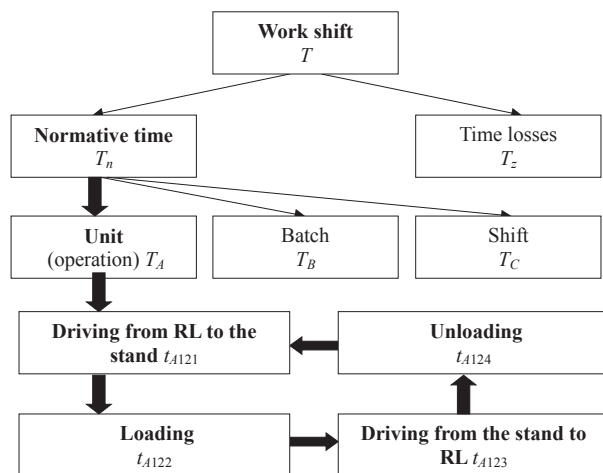 Work shift
T
Normative time
Tn
Time losses
Tz
Unit
(operation) TA
Batch
TB
Shift
TC
Driving from RL to the
stand tA121
Unloading
tA124
Loading
tA122
Driving from the stand to
RL tA123